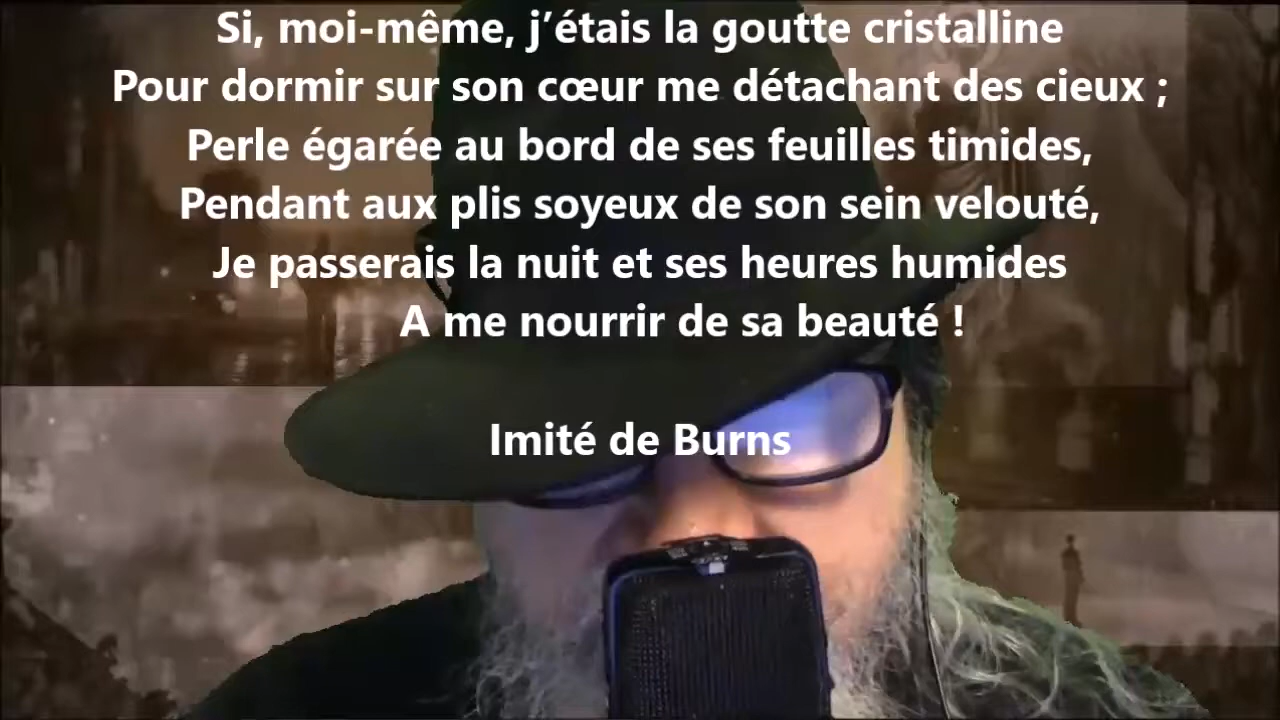 Si, moi-même, j’étais la goutte cristalline
Pour dormir sur son cœur me détachant des cieux ;
Perle égarée au bord de ses feuilles timides,
Pendant aux plis soyeux de son sein velouté,
Je passerais la nuit et ses heures humides
A me nourrir de sa beauté !
Imité de Burns